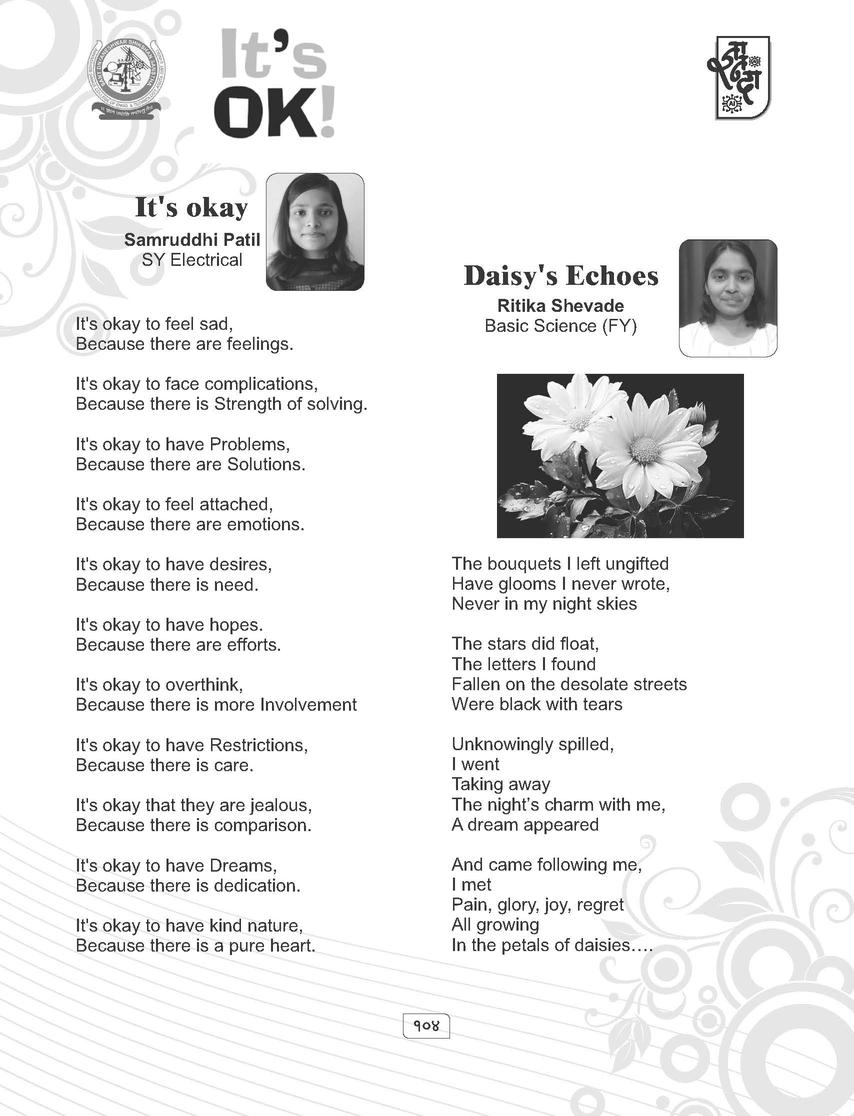 It's
OK!
It's okay
Samruddhi Patil
SY Electrical
It's okay to feel sad,
Because there are feelings.
It's okay to face complications,
Because there is Strength of solving.
It's okay to have Problems,
Because there are Solutions.
It's okay to feel attached,
Because there are emotions.
It's okay to have desires,
Because there is need.
It's okay to have hopes.
Because there are efforts.
It's okay to overthink,
Because there is more Involvement
It's okay to have Restrictions,
Because there is care.
It's okay that they are jealous,
Because there is comparison.
It's okay to have Dreams,
Because there is dedication.
It's okay to have kind nature,
Because there is a pure heart.
Daisy's Echoes
Ritika Shevade
Basic Science (FY)
The bouquets I left ungifted
Have glooms I never wrote,
Never in my night skies
The stars did float,
The letters I found
Fallen on the desolate streets
Were black with tears
Unknowingly spilled,
I went
Taking away
The night’s charm with me,
A dream appeared
And came following me,
I met
Pain, glory, joy, regret
All growing
In the petals of daisies….
१०४